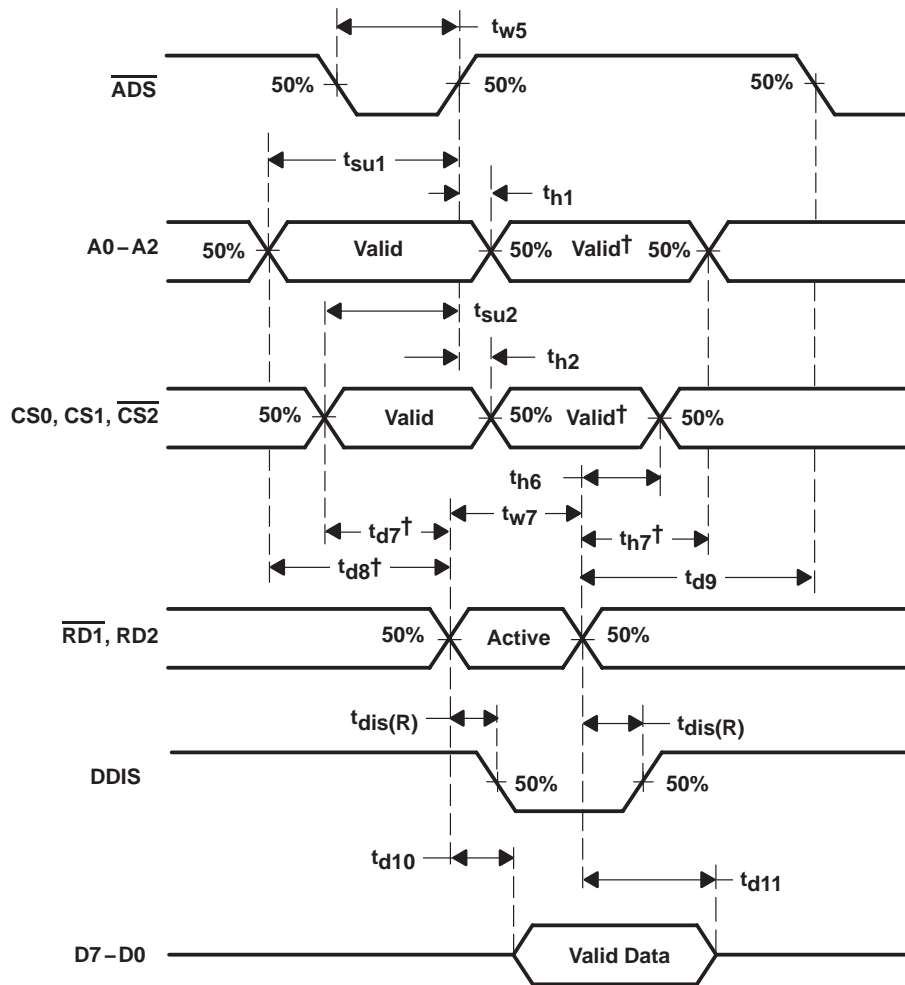 tw5
ADS 50% 50% 50%
tsu1
th1
A0–A2 50% Valid 50% Valid† 50%
tsu2
th2
CS0, CS1, CS2 50% Valid 50% Valid† 50%
th6
tw7
td7† th7†
td8† td9
RD1, RD2 50% Active 50%
tdis(R) tdis(R)
DDIS 50% 50%
td10 td11
D7–D0 Valid Data